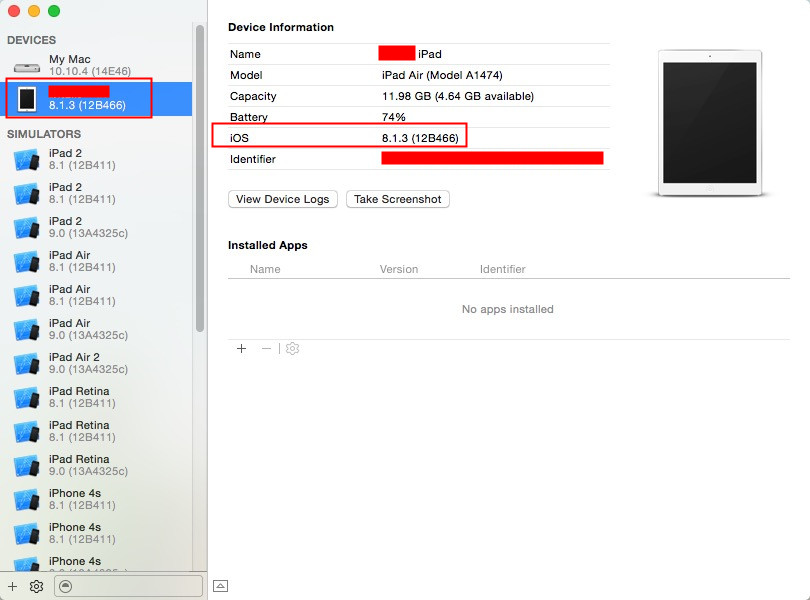 DEVICES
My Mac
10.10.4 (14E46)
8.1.3 (12B466)
SIMULATORS
iPad 2
8.1 (12B411)
iPad 2
8.1 (12B411)
iPad 2
9.0 (13A4325c)
iPad Air
8.1 (12B411)
iPad Air
8.1 (12B411)
iPad Air
9.0 (13A4325c)
iPad Air 2
9.0 (13A4325c)
iPad Retina
8.1 (12B411)
iPad Retina
8.1 (12B411)
iPad Retina
9.0 (13A4325c)
iPhone 4s
8.1 (12B411)
iPhone 4s
8.1 (12B411)
iPhone 4s
Device Information
Name iPad
Model iPad Air (Model A1474)
Capacity 11.98 GB (4.64 GB available)
Battery 74%
iOS 8.1.3 (12B466)
Identifier
View Device Logs Take Screenshot
Installed Apps
Name Version Identifier
No apps installed